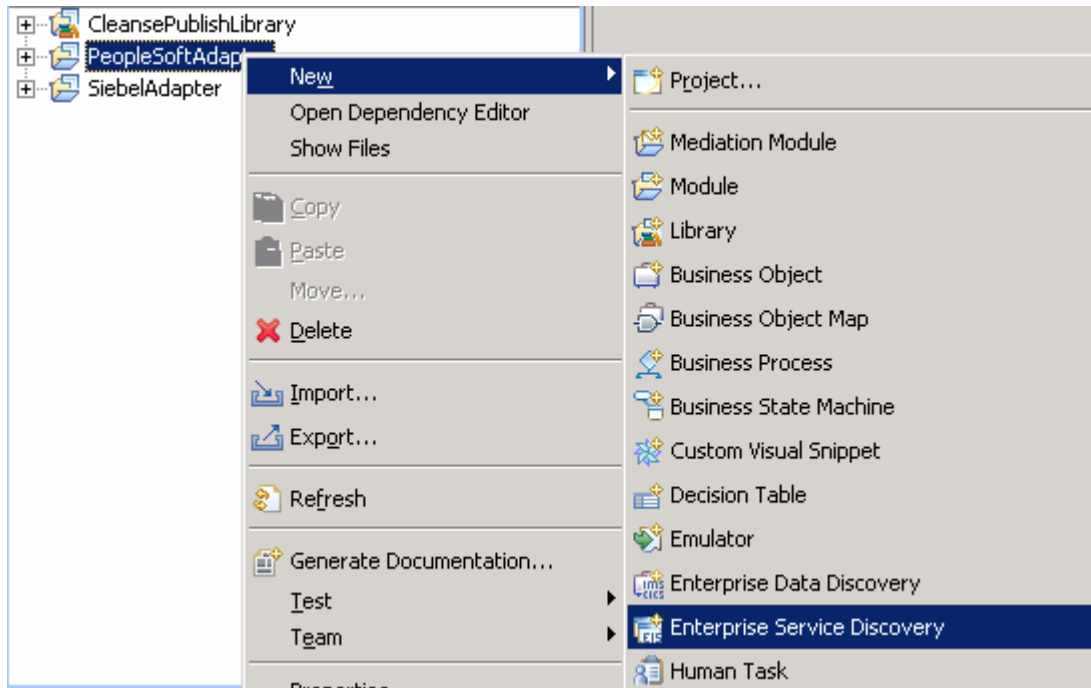 CleansePublishLibrary
PeopleSoftAdap
SiebelAdapter
New
Open Dependency Editor
Show Files
Copy
Paste
Move...
Delete
Import...
Export...
Refresh
Generate Documentation...
Test
Team
Properties
Project...
Mediation Module
Module
Library
Business Object
Business Object Map
Business Process
Business State Machine
Custom Visual Snippet
Decision Table
Emulator
Enterprise Data Discovery
Enterprise Service Discovery
Human Task